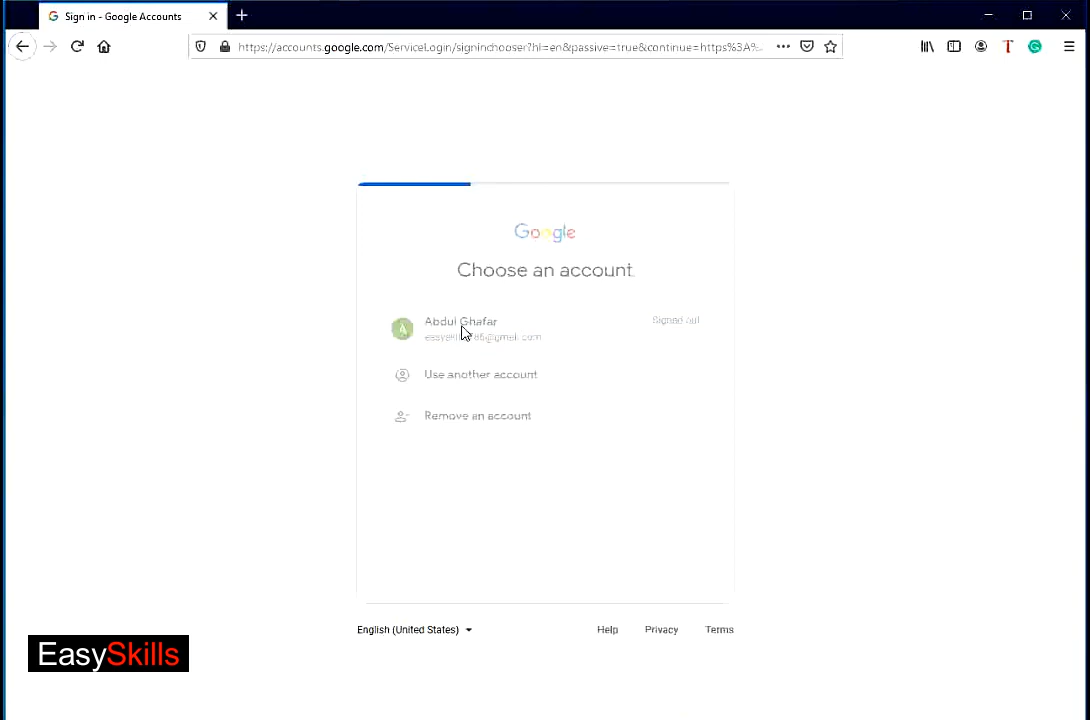 Sign in - Google Accounts
https://accounts.google.com/ServiceLogin/signinchooser?hl=en&passive=true&continue=https%3A%
Google
Choose an account
Abdul Ghafar
Signed out
Use another account
Remove an account
English (United States)
Help
Privacy
Terms
EasySkills